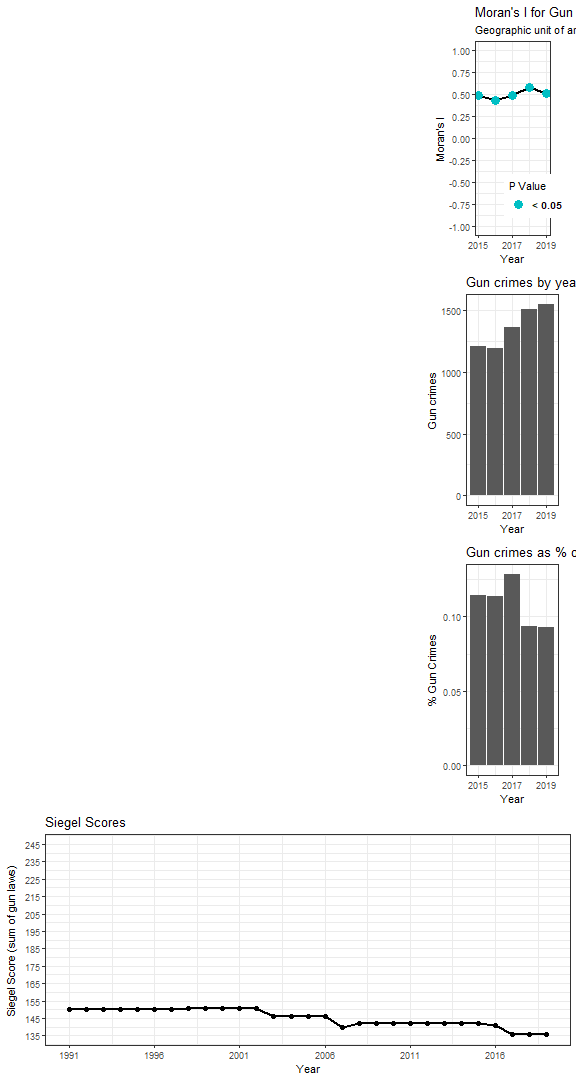 Moran's I for Gun
Geographic unit of an
1.00
0.75
0.50
0.25
0.00
-0.25
-0.50
-0.75
-1.00
Moran's I
P Value
< 0.05
2015 2017 2019
Year
Gun crimes by yea
1500
1000
500
0
Gun crimes
2015 2017 2019
Year
Gun crimes as % o
0.10
0.05
0.00
% Gun Crimes
2015 2017 2019
Year
Siegel Scores
245
235
225
215
205
195
185
175
165
155
145
135
Siegel Score (sum of gun laws)
1991 1996 2001 2006 2011 2016
Year